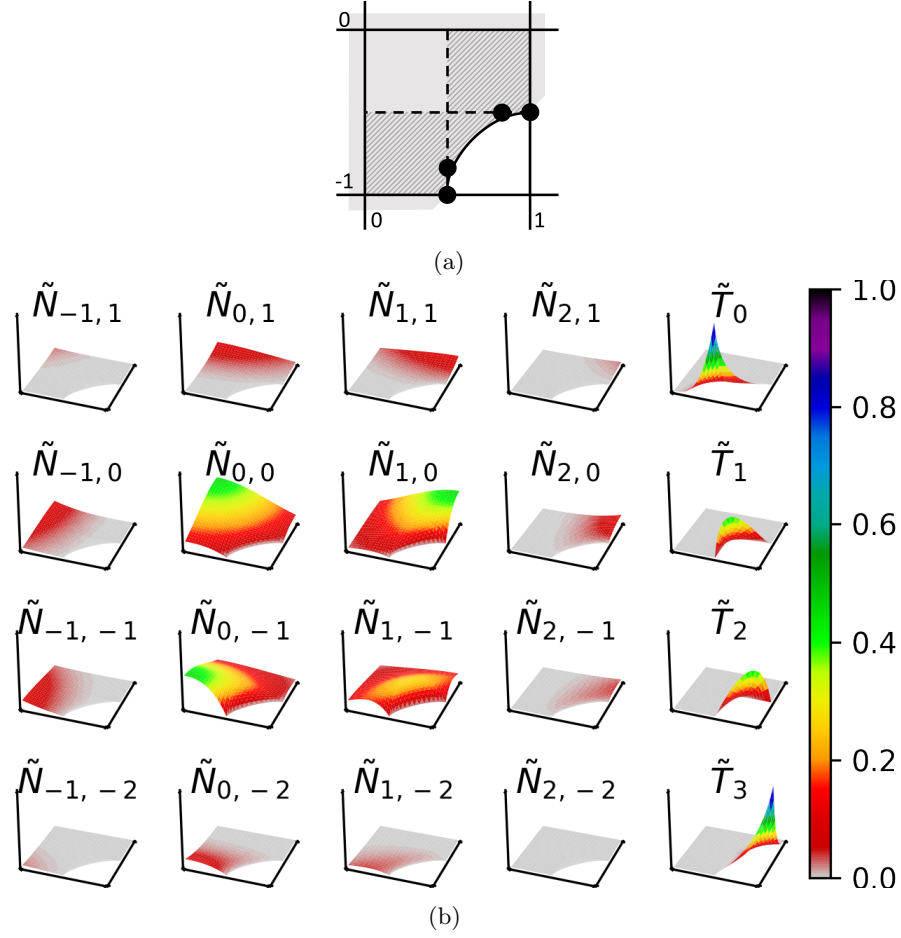 0
-1
0 1
(a)
Ñ₋₁, ₁ Ñ₀, ₁ Ñ₁, ₁ Ñ₂, ₁ T̃₀
Ñ₋₁, ₀ Ñ₀, ₀ Ñ₁, ₀ Ñ₂, ₀ T̃₁
Ñ₋₁, ₋₁ Ñ₀, ₋₁ Ñ₁, ₋₁ Ñ₂, ₋₁ T̃₂
Ñ₋₁, ₋₂ Ñ₀, ₋₂ Ñ₁, ₋₂ Ñ₂, ₋₂ T̃₃
1.0
0.8
0.6
0.4
0.2
0.0
(b)